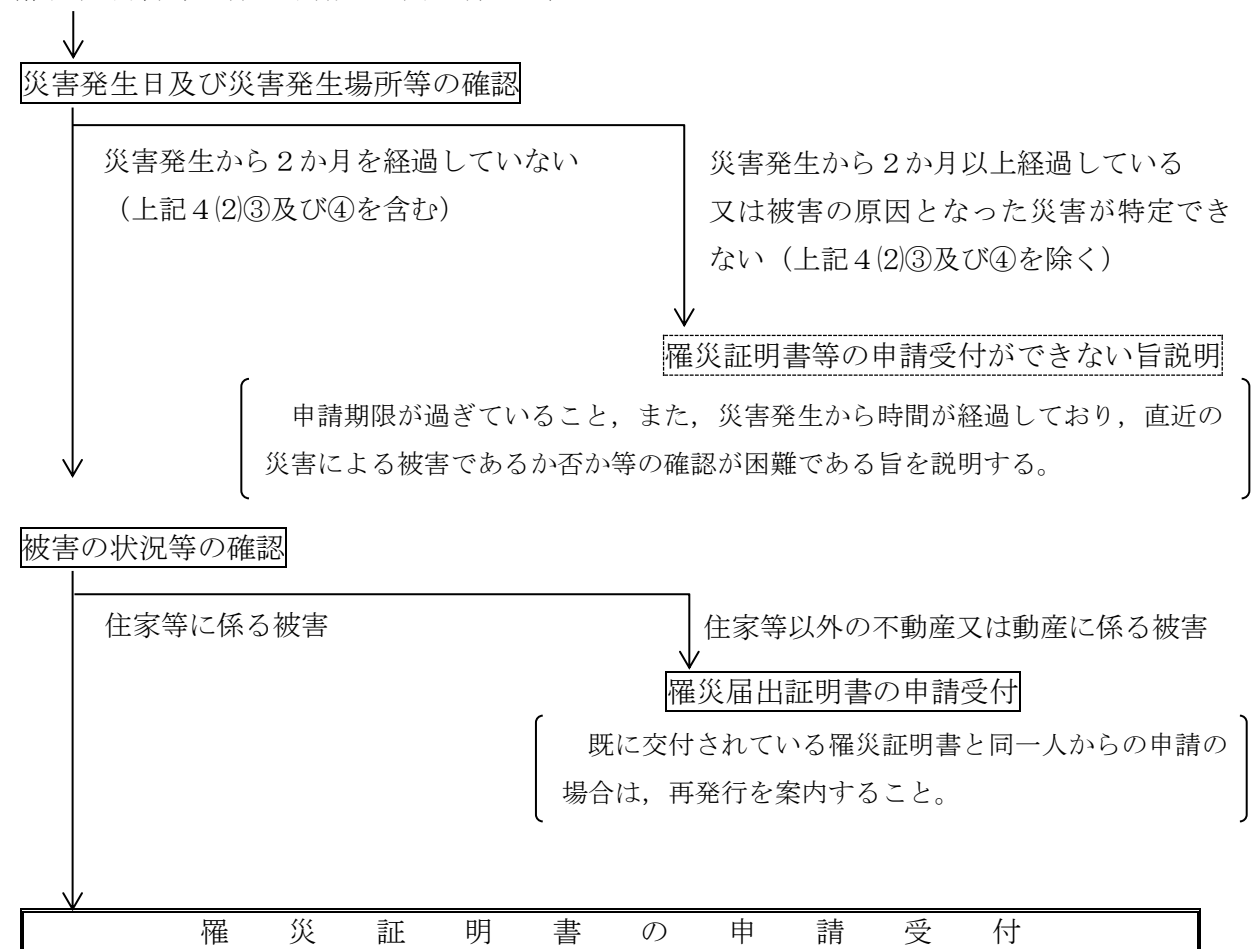 災害発生日及び災害発生場所等の確認
災害発生から２か月を経過していない
（上記４⑵③及び④を含む）
災害発生から２か月以上経過している
又は被害の原因となった災害が特定でき
ない（上記４⑵③及び④を除く）
罹災証明書等の申請受付ができない旨説明
申請期限が過ぎていること，また，災害発生から時間が経過しており，直近の
災害による被害であるか否か等の確認が困難である旨を説明する。
被害の状況等の確認
住家等に係る被害
住家等以外の不動産又は動産に係る被害
罹災届出証明書の申請受付
既に交付されている罹災証明書と同一人からの申請の
場合は，再発行を案内すること。
罹災証明書の申請受付